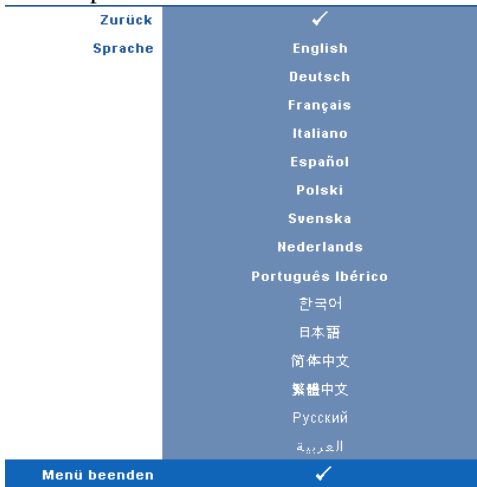 Zurück ✓
Sprache English
Deutsch
Français
Italiano
Español
Polski
Svenska
Nederlands
Português Ibérico
한국어
日本語
简体中文
繁體中文
Русский
العربية
Menü beenden ✓